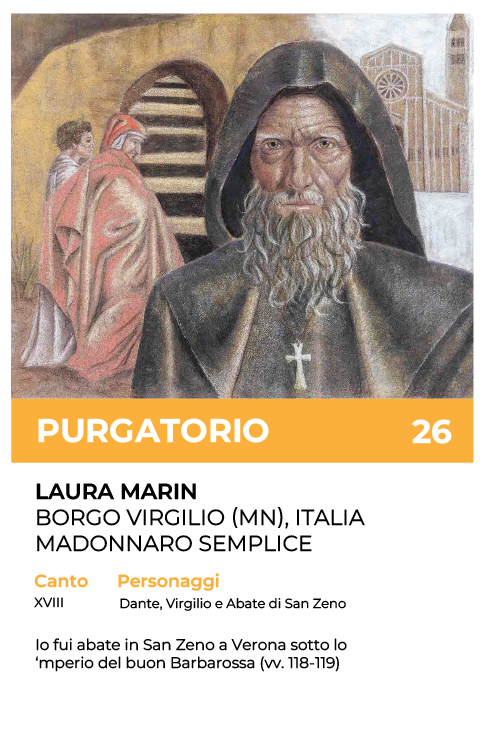 PURGATORIO 26
LAURA MARIN
BORGO VIRGILIO (MN), ITALIA
MADONNARO SEMPLICE
Canto Personaggi
XVIII Dante, Virgilio e Abate di San Zeno
Io fui abate in San Zeno a Verona sotto lo
‘mperio del buon Barbarossa (vv. 118-119)